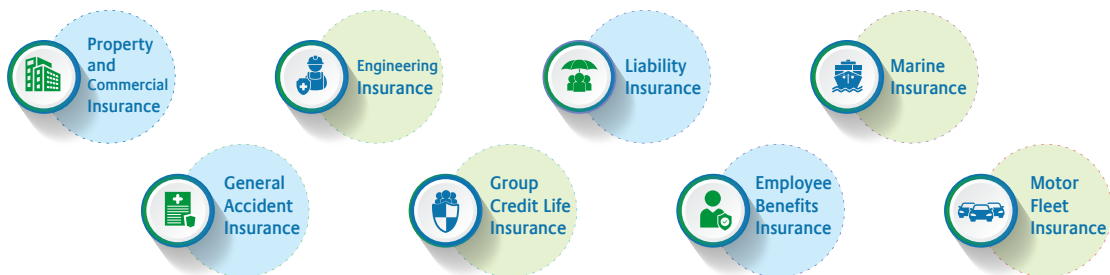 Property
and
Commercial
Insurance
Engineering
Insurance
Liability
Insurance
Marine
Insurance
General
Accident
Insurance
Group
Credit Life
Insurance
Employee
Benefits
Insurance
Motor
Fleet
Insurance